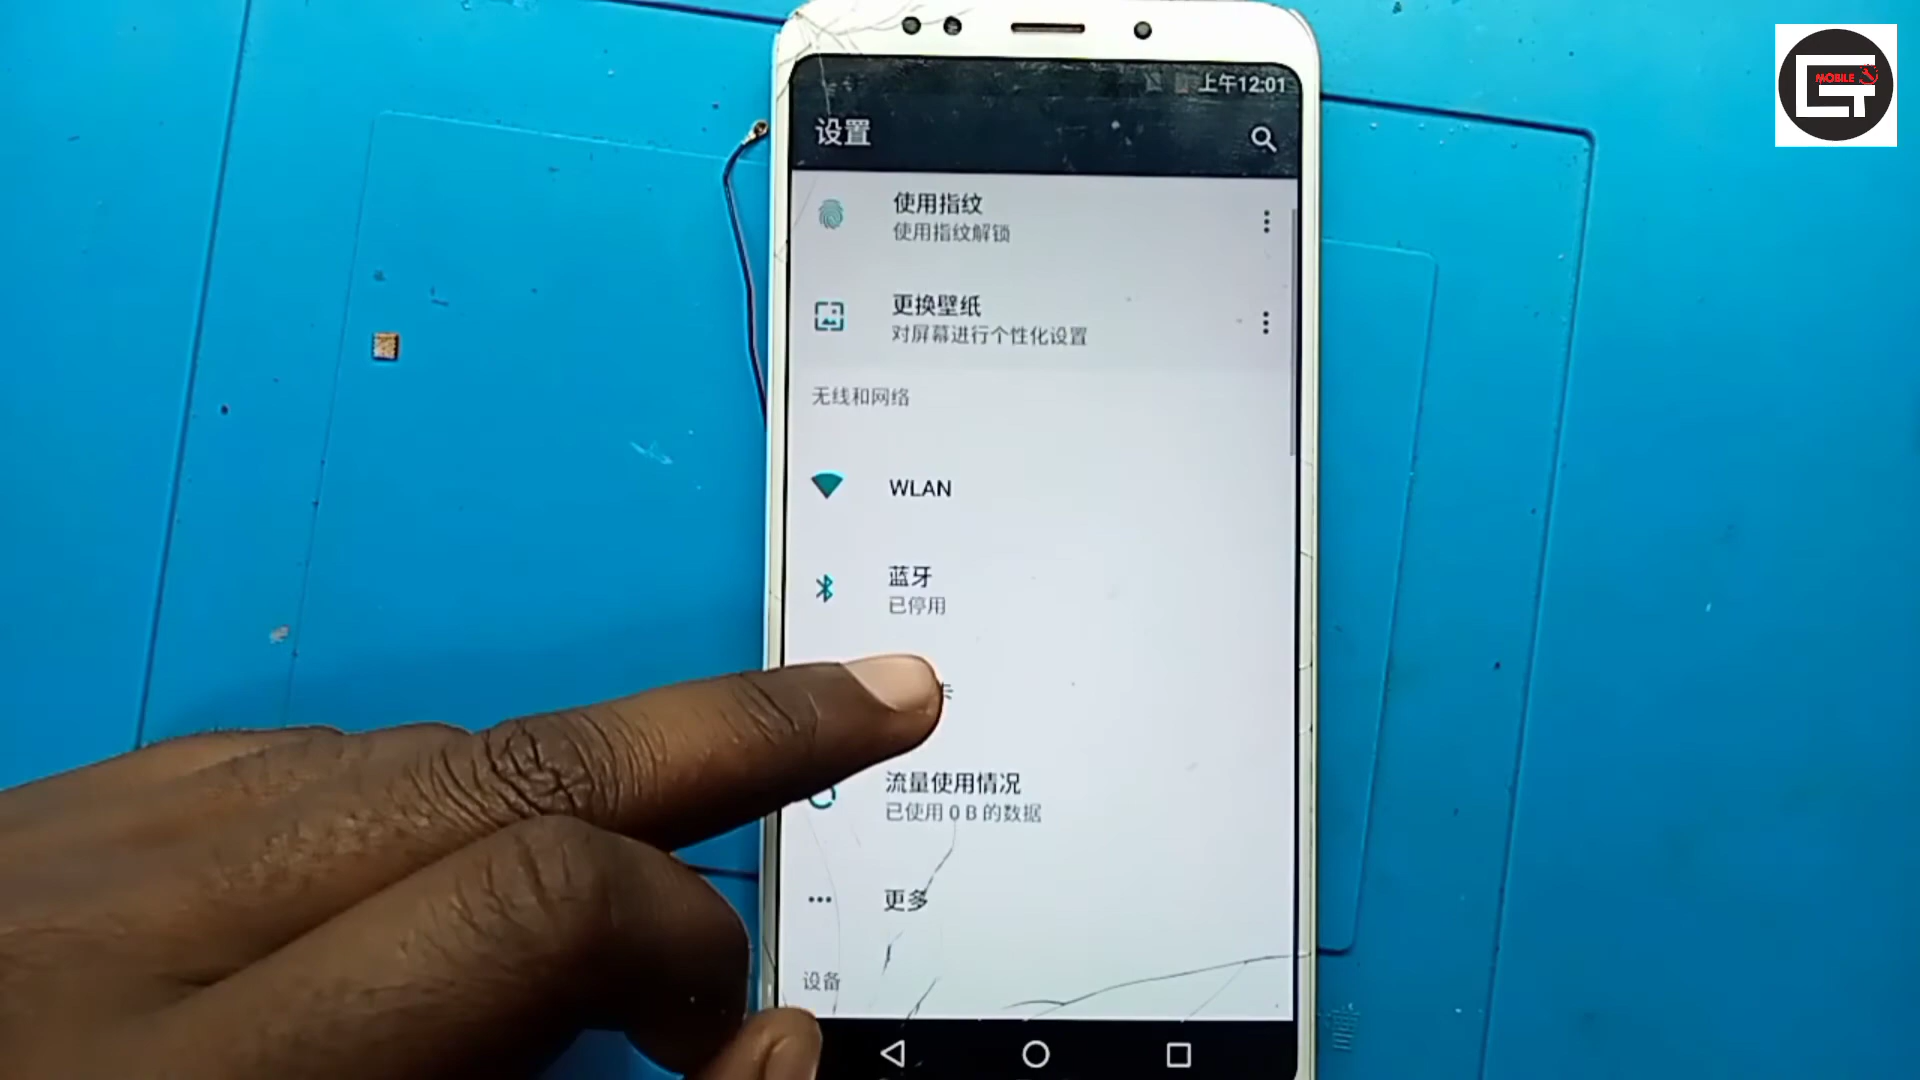 MOBILE
上午12:01
设置
使用指纹
使用指纹解锁
更换壁纸
对屏幕进行个性化设置
无线和网络
WLAN
蓝牙
已停用
卡
流量使用情况
已使用 0 B 的数据
更多
设备